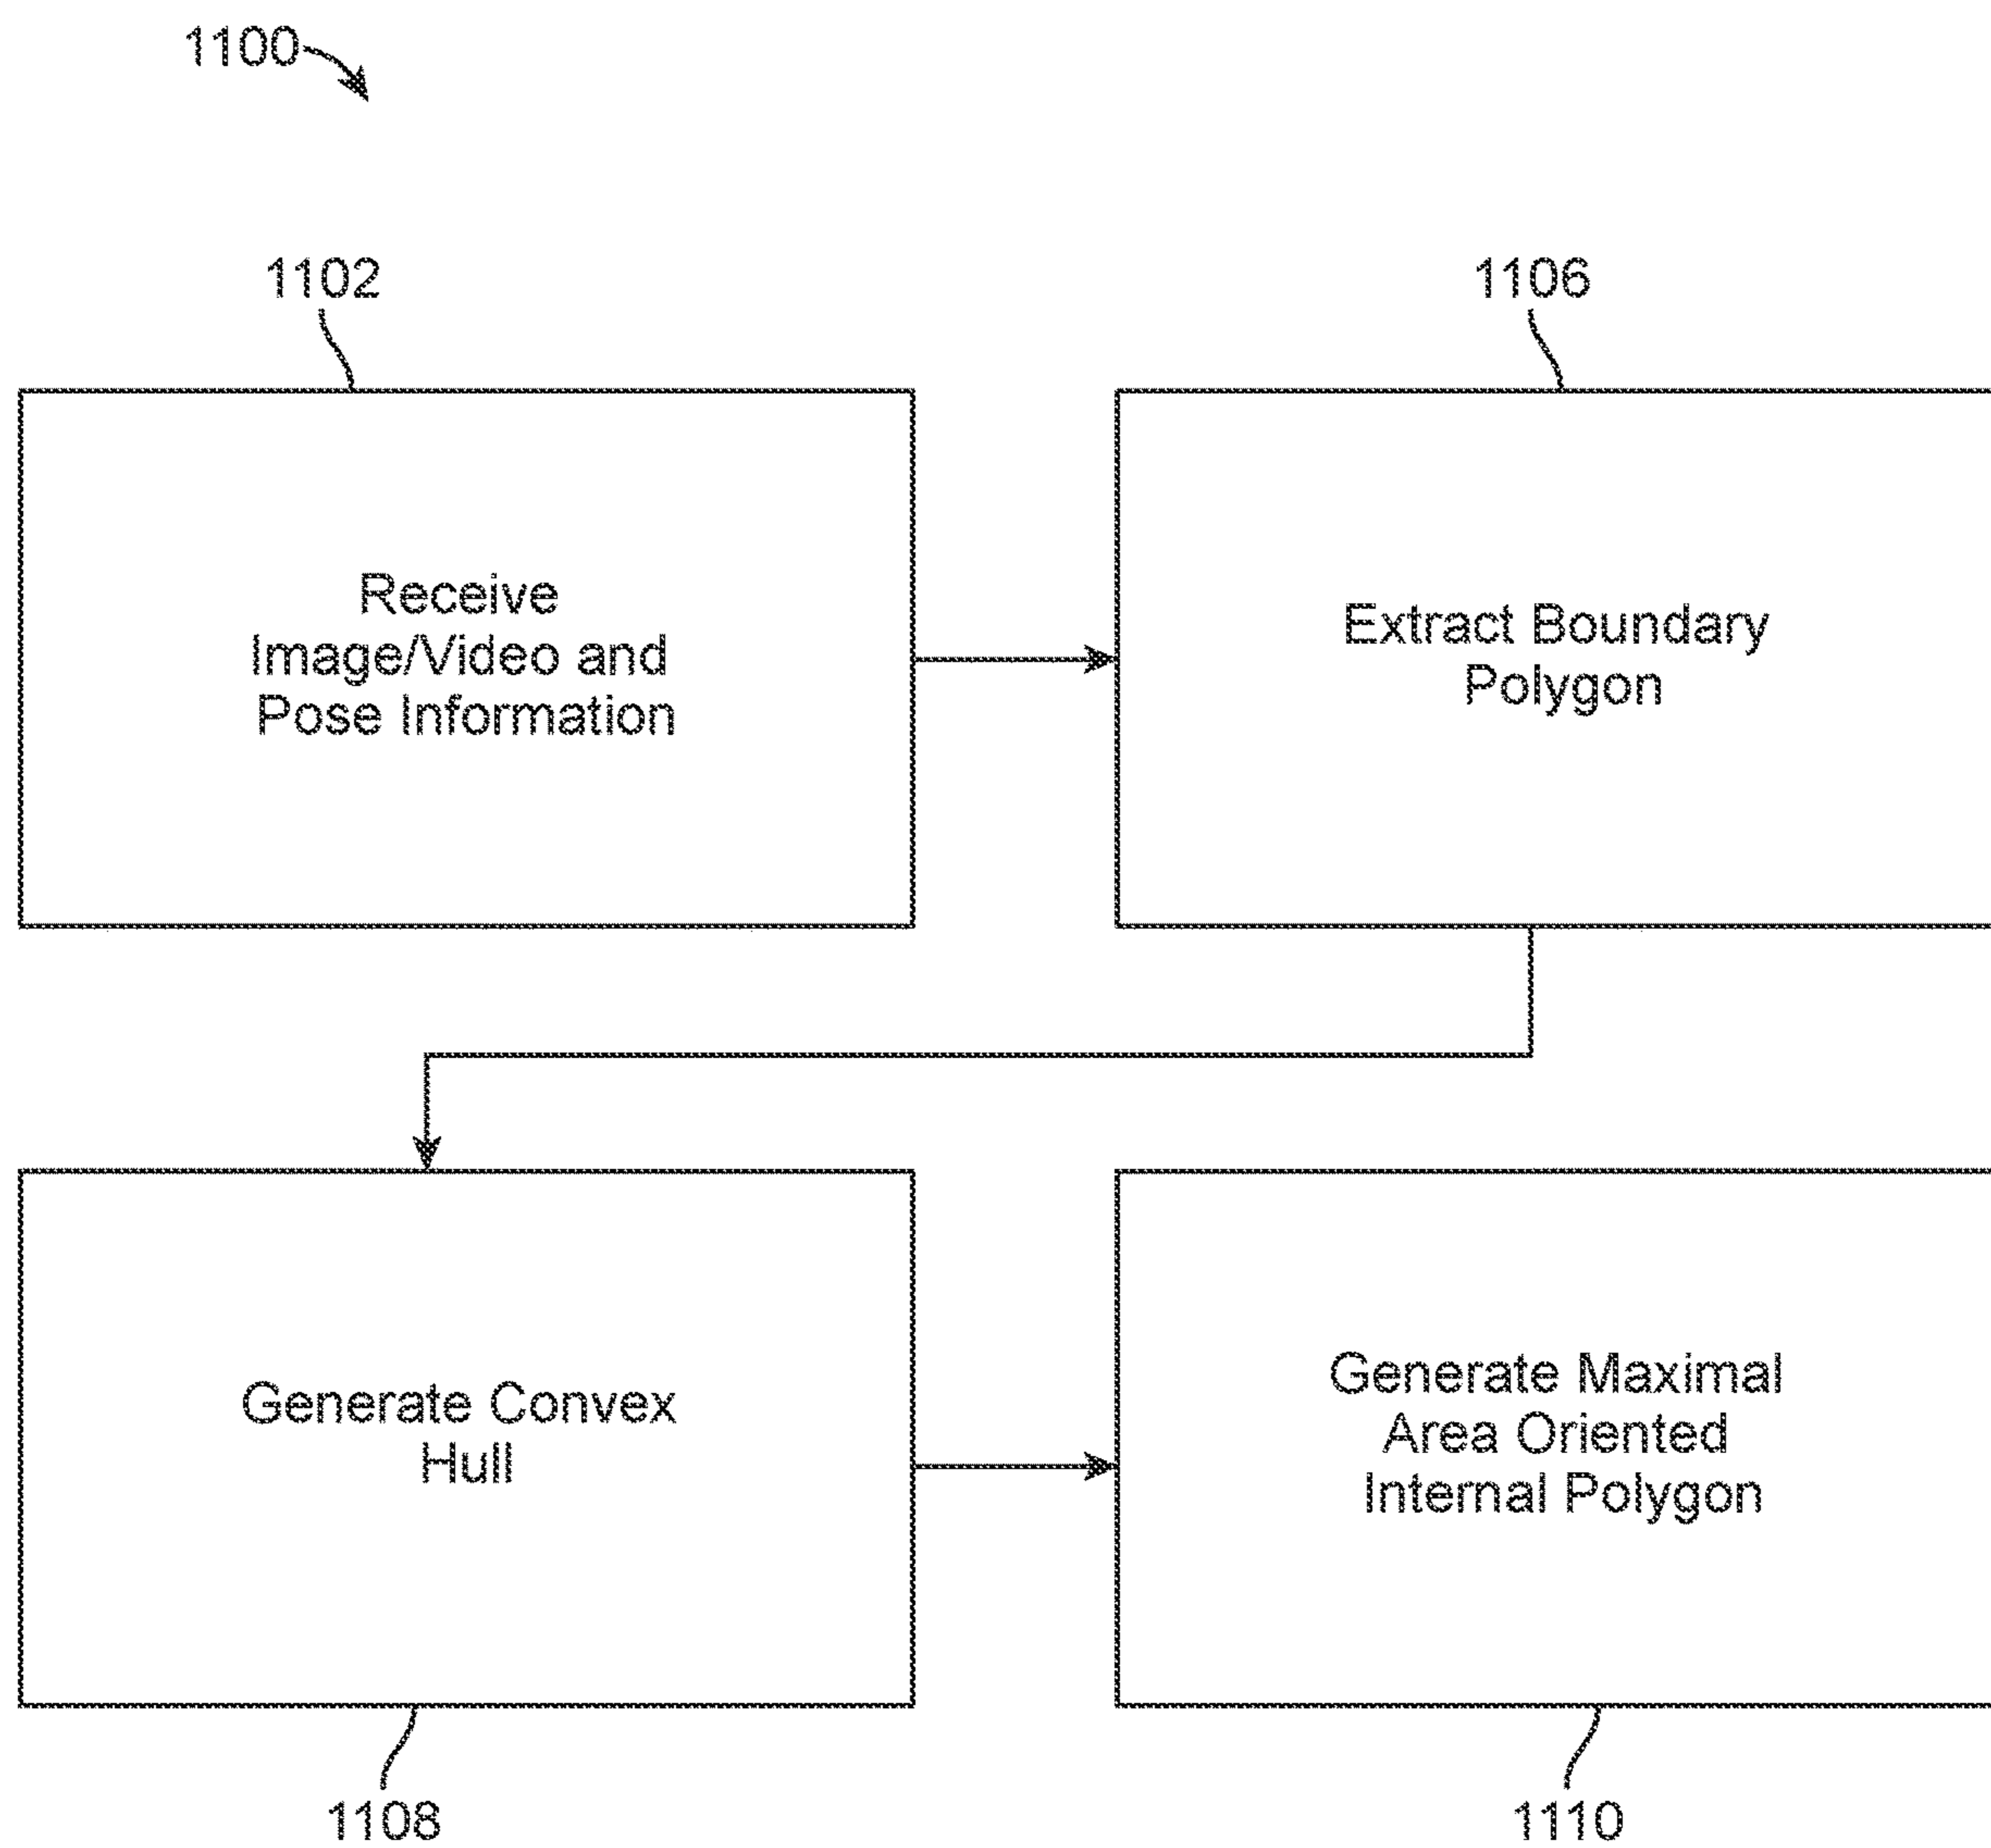 1100
1102
1106
Receive
Image/Video and
Pose Information
Extract Boundary
Polygon
Generate Convex
Hull
Generate Maximal
Area Oriented
Internal Polygon
1108
1110